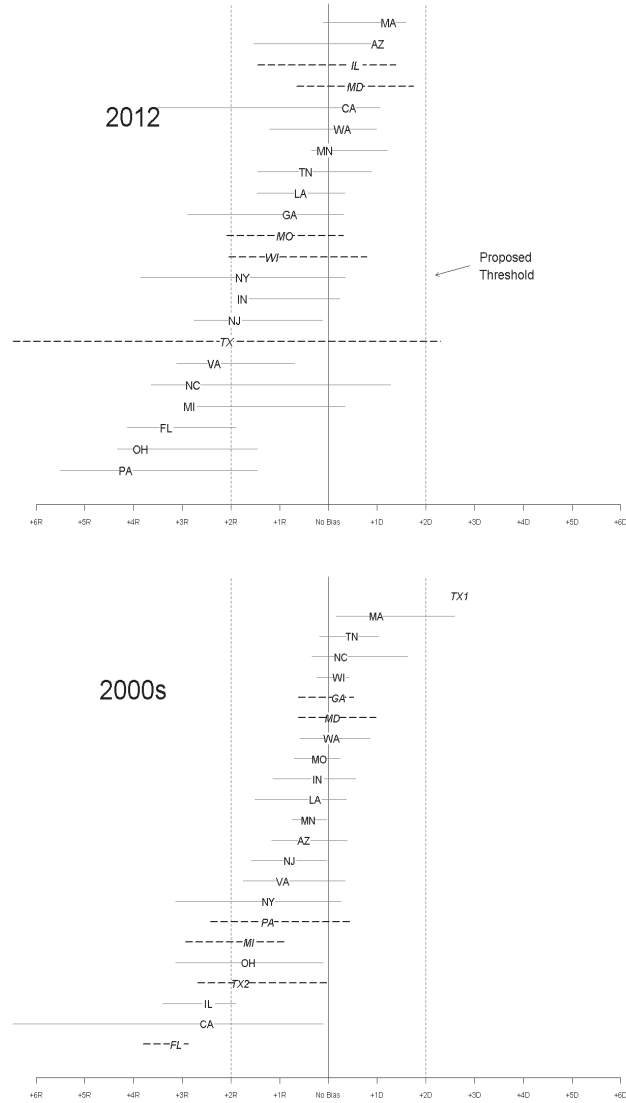 MA
AZ
IL
MD
CA
2012
WA
MN
TN
LA
GA
MO
WI
Proposed
Threshold
NY
IN
NJ
TX
VA
NC
MI
FL
OH
PA
+6R +5R +4R +3R +2R +1R No Bias +1D +2D +3D +4D +5D +6D
TX1
MA
TN
NC
WI
2000s
GA
MD
WA
MO
IN
LA
MN
AZ
NJ
VA
NY
PA
MI
OH
TX2
IL
CA
FL
+6R +5R +4R +3R +2R +1R No Bias +1D +2D +3D +4D +5D +6D